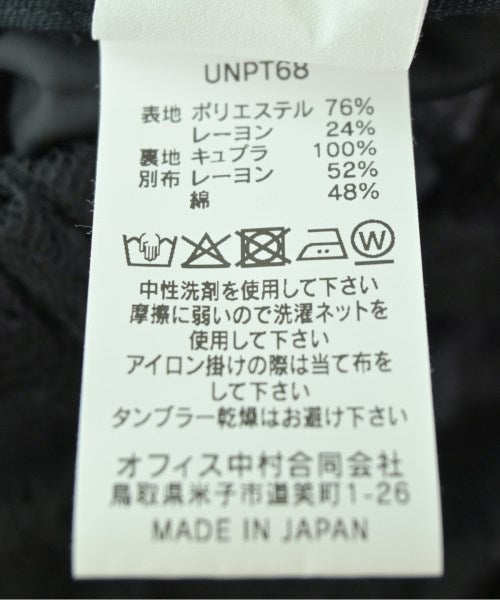 UNPT68
表地 ポリエステル 76%
レーヨン 24%
裏地 キュプラ 100%
別布 レーヨン 52%
綿 48%
W
中性洗剤を使用して下さい
摩擦に弱いので洗濯ネットを
使用して下さい
アイロン掛けの際は当て布を
して下さい
タンブラー乾燥はお避け下さい
オフィス中村合同会社
鳥取県米子市道笑町1-26
MADE IN JAPAN